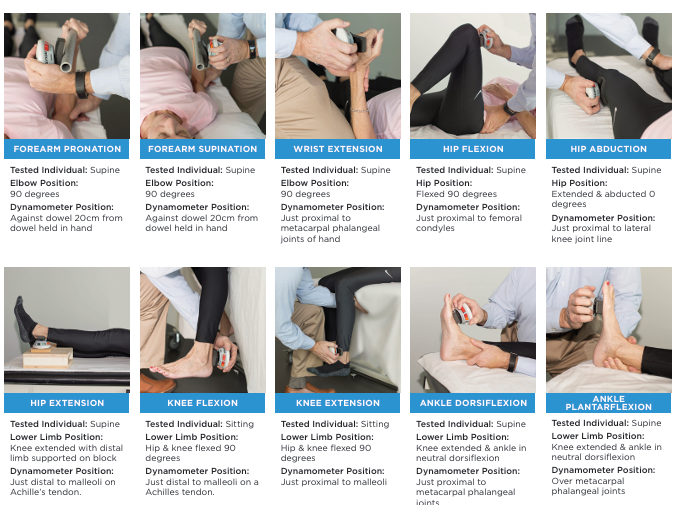 FOREARM PRONATION
Tested Individual: Supine
Elbow Position:
90 degrees
Dynamometer Position:
Against dowel 20cm from
dowel held in hand
FOREARM SUPINATION
Tested Individual: Supine
Elbow Position:
90 degrees
Dynamometer Position:
Against dowel 20cm from
dowel held in hand
WRIST EXTENSION
Tested Individual: Supine
Elbow Position:
90 degrees
Dynamometer Position:
Just proximal to
metacarpal phalangeal
joints of hand
HIP FLEXION
Tested Individual: Supine
Hip Position:
Flexed 90 degrees
Dynamometer Position:
Just proximal to femoral
condyles
HIP ABDUCTION
Tested Individual: Supine
Hip Position:
Extended & abducted 0
degrees
Dynamometer Position:
Just proximal to lateral
knee joint line
HIP EXTENSION
Tested Individual: Supine
Lower Limb Position:
Knee extended with distal
limb supported on block
Dynamometer Position:
Just distal to malleoli on
Achille's tendon.
KNEE FLEXION
Tested Individual: Sitting
Lower Limb Position:
Hip & knee flexed 90
degrees
Dynamometer Position:
Just distal to malleoli on a
Achilles tendon.
KNEE EXTENSION
Tested Individual: Sitting
Lower Limb Position:
Hip & knee flexed 90
degrees
Dynamometer Position:
Just proximal to malleoli
ANKLE DORSIFLEXION
Tested Individual: Supine
Lower Limb Position:
Knee extended & ankle in
neutral dorsiflexion
Dynamometer Position:
Just proximal to
metacarpal phalangeal
joints
ANKLE
PLANTARFLEXION
Tested Individual: Supine
Lower Limb Position:
Knee extended & ankle in
neutral dorsiflexion
Dynamometer Position:
Over metacarpal
phalangeal joints